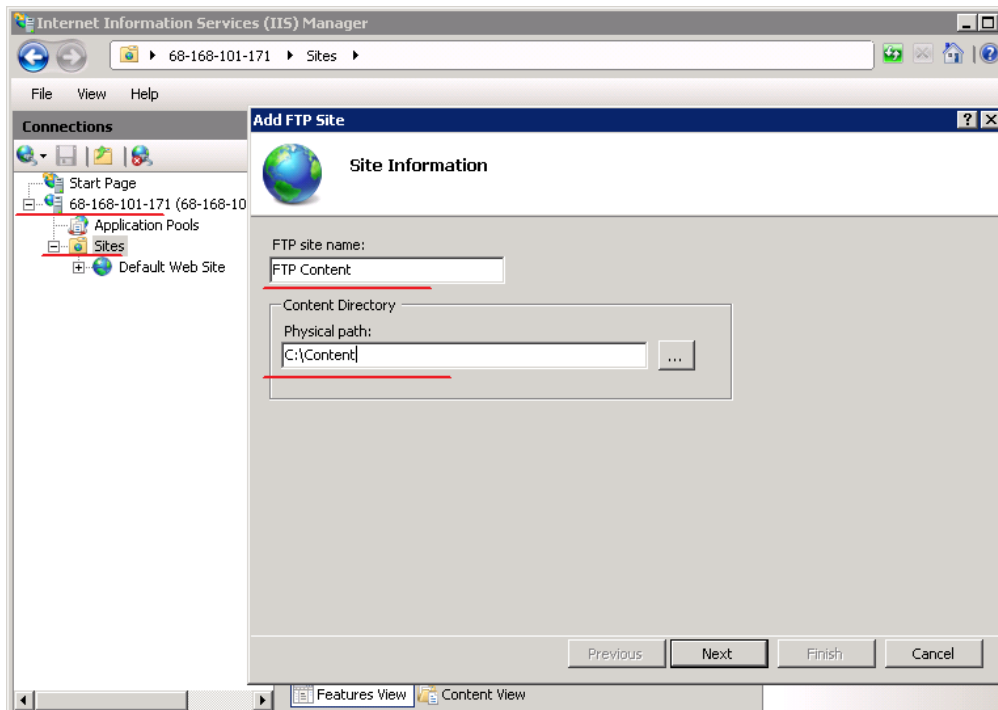 Internet Information Services (IIS) Manager
68-168-101-171 Sites
File View Help
Connections
Start Page
68-168-101-171 (68-168-10
Application Pools
Sites
Default Web Site
Add FTP Site
Site Information
FTP site name:
FTP Content
Content Directory
Physical path:
C:\Content
...
Previous Next Finish Cancel
Features View Content View